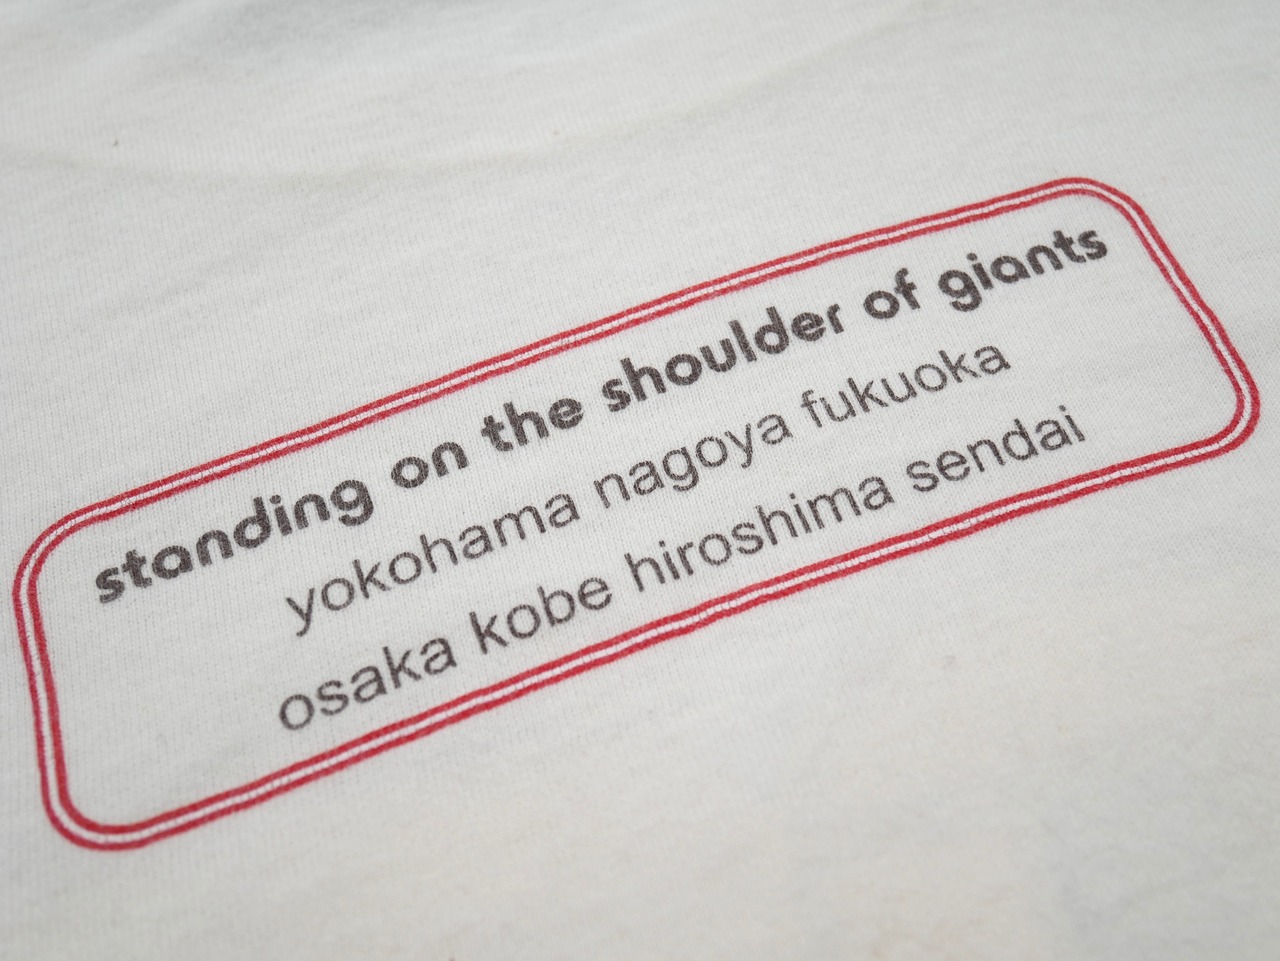 standing on the shoulder of giants
yokohama nagoya fukuoka
osaka kobe hiroshima sendai